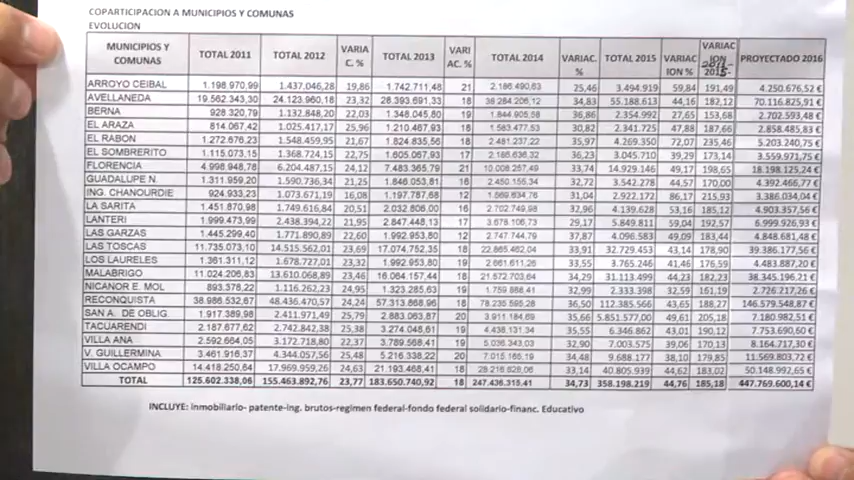 COPARTICIPACION A MUNICIPIOS Y COMUNAS
EVOLUCION
MUNICIPIOS Y COMUNAS TOTAL 2011 TOTAL 2012 VARIA C. % TOTAL 2013 VARI AC. % TOTAL 2014 VARIAC. % TOTAL 2015 VARIAC ION % VARIAC ION 2011-2015- PROYECTADO 2016
ARROYO CEIBAL 1.198.970,99 1.437.046,28 19,86 1.742.711,48 21 2.186.490,63 25,46 3.494.919 59,84 191,49 4.250.676,52 €
AVELLANEDA 19.562.343,30 24.123.960,18 23,32 28.393.691,33 18 38.284.206,12 34,83 55.188.613 44,16 182,12 70.116.825,91 €
BERNA 928.320,79 1.132.848,20 22,03 1.348.045,80 19 1.844.905,58 36,86 2.354.992 27,65 153,68 2.702.593,48 €
EL ARAZA 814.067,42 1.025.417,17 25,96 1.210.467,93 18 1.583.477,53 30,82 2.341.725 47,88 187,66 2.858.485,83 €
EL RABON 1.272.676,23 1.548.459,95 21,67 1.824.835,56 18 2.481.237,22 35,97 4.269.350 72,07 235,46 5.203.240,75 €
EL SOMBRERITO 1.115.073,15 1.368.724,15 22,75 1.605.067,93 17 2.186.636,32 36,23 3.045.710 39,29 173,14 3.559.971,75 €
FLORENCIA 4.998.948,78 6.204.487,15 24,12 7.483.365,79 21 10.008.257,49 33,74 14.929.146 49,17 198,65 18.198.125,24 €
GUADALUPE N. 1.311.959,20 1.590.736,34 21,25 1.846.053,81 16 2.450.156,34 32,72 3.542.278 44,57 170,00 4.392.466,77 €
ING. CHANOURDIE 924.933,23 1.073.671,19 16,08 1.197.787,68 12 1.569.634,76 31,04 2.922.172 86,17 215,93 3.386.034,04 €
LA SARITA 1.451.870,98 1.749.616,84 20,51 2.032.806,00 16 2.702.749,98 32,96 4.139.628 53,16 185,12 4.903.357,56 €
LANTERI 1.999.473,99 2.438.394,22 21,95 2.847.448,13 17 3.678.106,73 29,17 5.849.811 59,04 192,57 6.999.926,93 €
LAS GARZAS 1.445.299,40 1.771.890,89 22,60 1.992.953,80 12 2.747.744,79 37,87 4.096.583 49,09 183,44 4.848.681,48 €
LAS TOSCAS 11.735.073,10 14.515.562,01 23,69 17.074.752,35 18 22.865.462,04 33,91 32.729.453 43,14 178,90 39.386.177,56 €
LOS LAURELES 1.361.311,12 1.678.727,01 23,32 1.992.953,80 19 2.661.611,26 33,55 3.765.246 41,46 176,59 4.483.887,20 €
MALABRIGO 11.024.206,83 13.610.068,89 23,46 16.064.157,44 18 21.572.703,64 34,29 31.113.499 44,23 182,23 38.345.196,21 €
NICANOR E. MOL 893.378,22 1.116.262,23 24,95 1.323.285,63 19 1.759.888,41 32,99 2.333.398 32,59 161,19 2.726.217,26 €
RECONQUISTA 38.986.532,67 48.436.470,57 24,24 57.313.868,96 18 78.235.595,28 36,50 112.385.566 43,65 188,27 146.579.548,87 €
SAN A. DE OBLIG. 1.917.389,98 2.411.971,49 25,79 2.883.063,87 20 3.911.184,69 35,66 5.851.577,00 49,61 205,18 7.180.982,51 €
TACUARENDI 2.187.677,62 2.742.842,38 25,38 3.274.048,61 19 4.438.131,34 35,55 6.346.862 43,01 190,12 7.753.690,60 €
VILLA ANA 2.592.664,05 3.172.718,80 22,37 3.789.568,41 19 5.036.343,03 32,90 7.003.575 39,06 170,13 8.164.717,30 €
V. GUILLERMINA 3.461.916,37 4.344.057,56 25,48 5.216.338,22 20 7.015.165,19 34,48 9.688.177 38,10 179,85 11.569.803,72 €
VILLA OCAMPO 14.418.250,64 17.969.959,26 24,63 21.193.468,41 18 28.216.628,06 33,14 40.805.939 44,62 183,02 50.148.992,65 €
TOTAL 125.602.338,06 155.463.892,76 23,77 183.650.740,92 18 247.436.315,41 34,73 358.198.219 44,76 185,18 447.769.600,14 €
INCLUYE: inmobiliario- patente-ing. brutos-regimen federal-fondo federal solidario-financ. Educativo